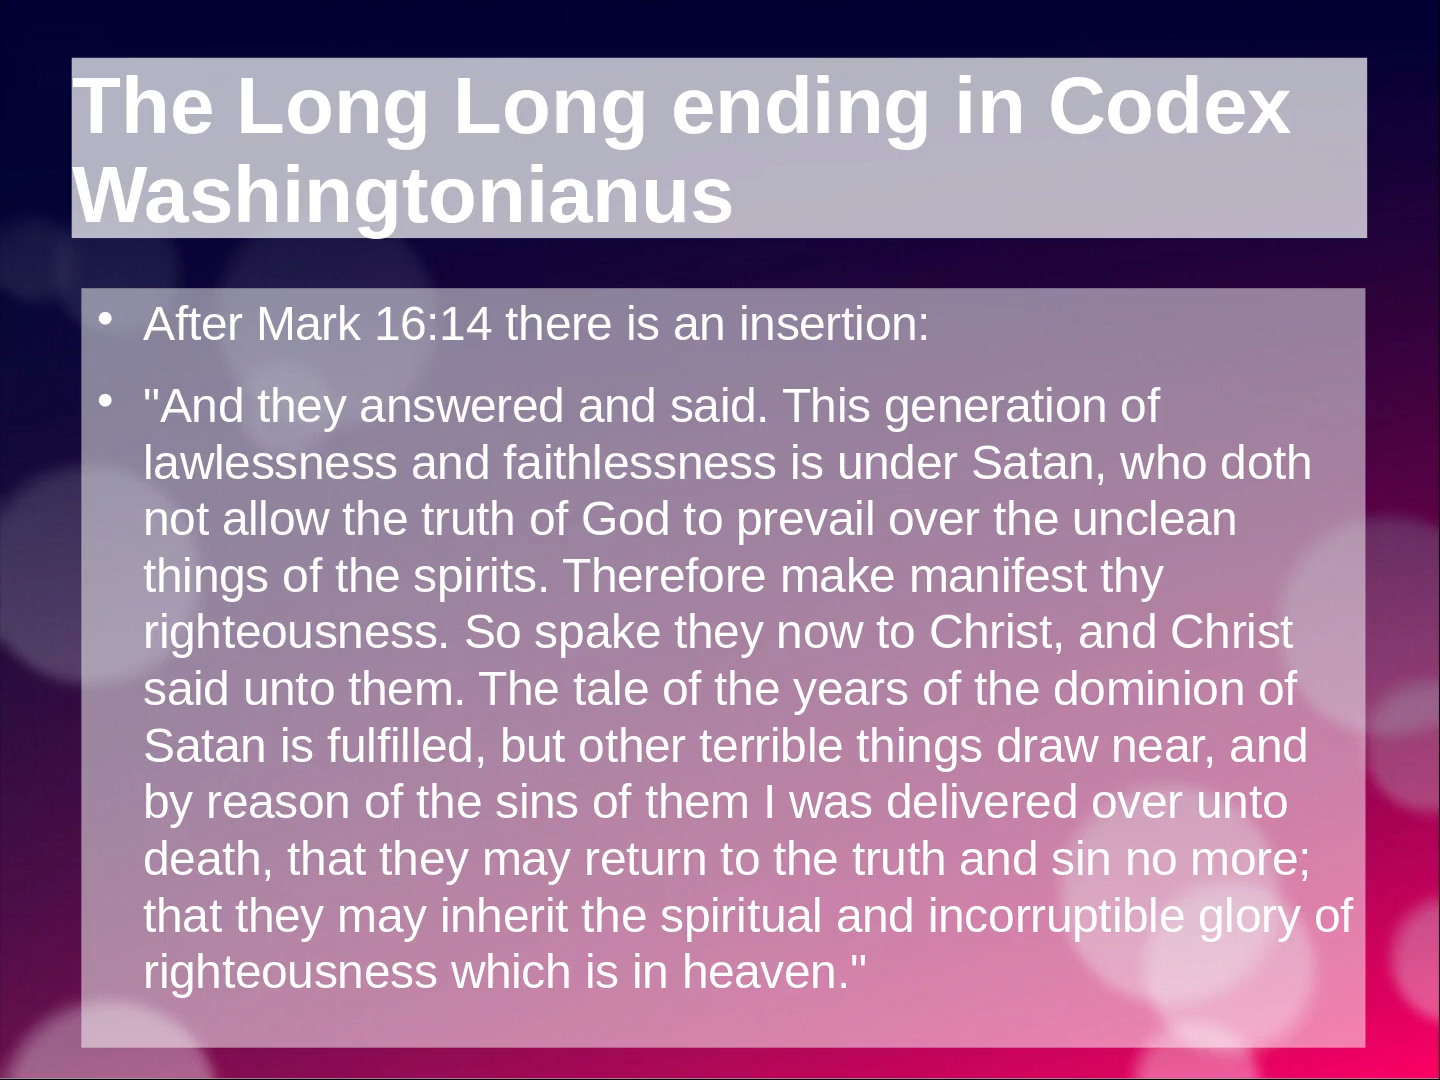 The Long Long ending in Codex
Washingtonianus
• After Mark 16:14 there is an insertion:
• "And they answered and said. This generation of
lawlessness and faithlessness is under Satan, who doth
not allow the truth of God to prevail over the unclean
things of the spirits. Therefore make manifest thy
righteousness. So spake they now to Christ, and Christ
said unto them. The tale of the years of the dominion of
Satan is fulfilled, but other terrible things draw near, and
by reason of the sins of them I was delivered over unto
death, that they may return to the truth and sin no more;
that they may inherit the spiritual and incorruptible glory of
righteousness which is in heaven."